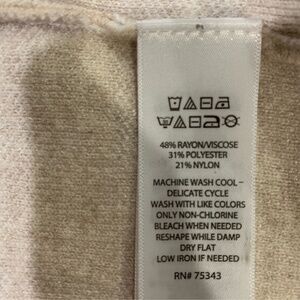 48% RAYON/VISCOSE
31% POLYESTER
21% NYLON
MACHINE WASH COOL –
DELICATE CYCLE
WASH WITH LIKE COLORS
ONLY NON-CHLORINE
BLEACH WHEN NEEDED
RESHAPE WHILE DAMP
DRY FLAT
LOW IRON IF NEEDED
RN# 75343